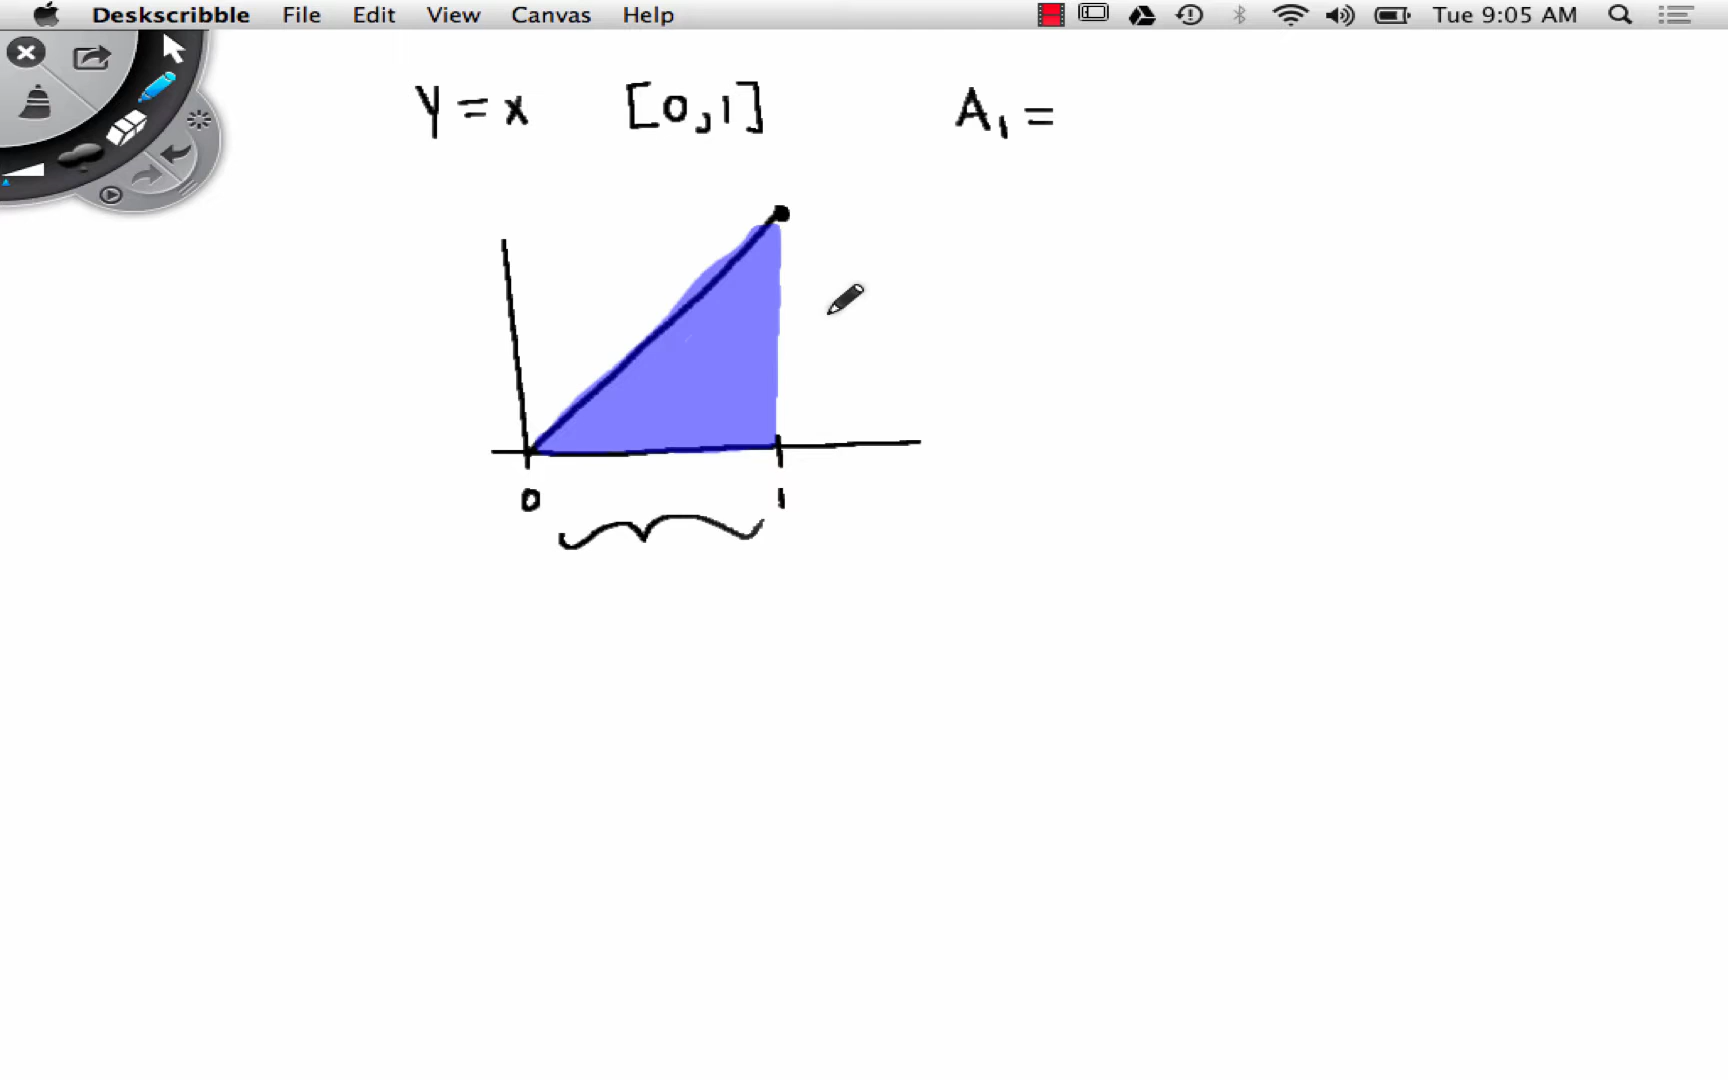 Deskscribble File Edit View Canvas Help Tue 9:05 AM
Y = x [0,1] A₁ =
0 1